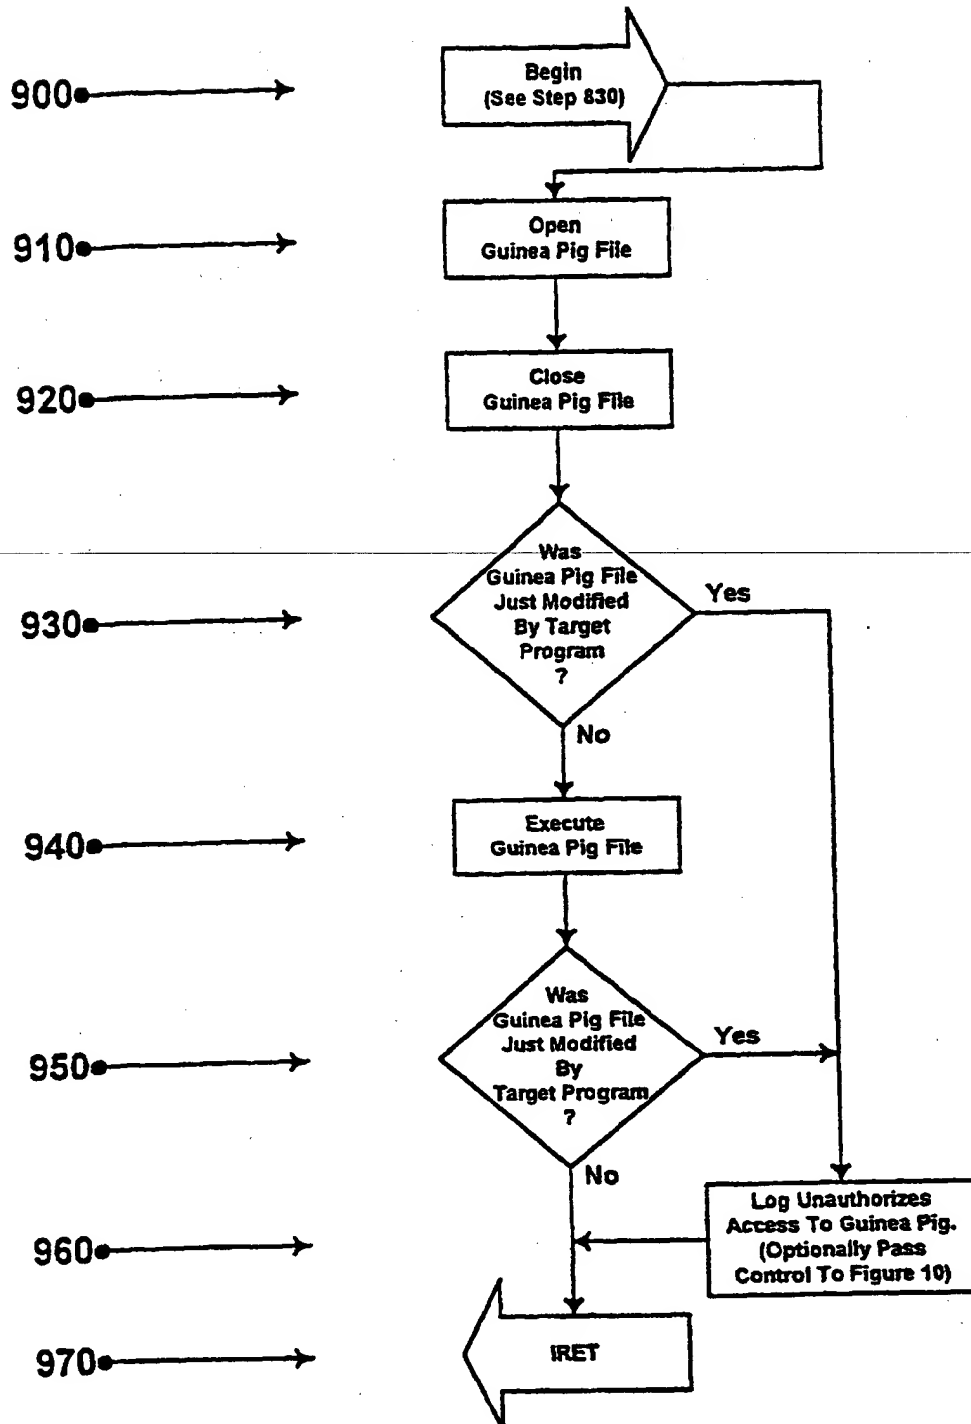 900
Begin
(See Step 830)
910
Open
Guinea Pig File
920
Close
Guinea Pig File
930
Was
Guinea Pig File
Just Modified
By Target
Program
?
Yes
No
940
Execute
Guinea Pig File
950
Was
Guinea Pig File
Just Modified
By
Target Program
?
Yes
No
960
Log Unauthorizes
Access To Guinea Pig.
(Optionally Pass
Control To Figure 10)
970
IRET